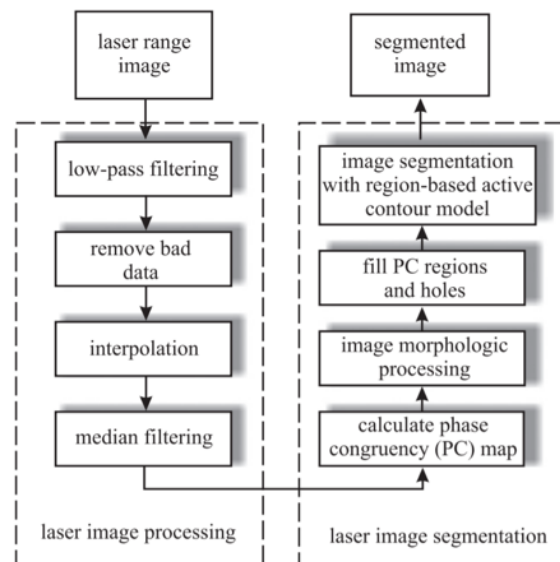 laser range
image
low-pass filtering
remove bad
data
interpolation
median filtering
laser image processing
segmented
image
image segmentation
with region-based active
contour model
fill PC regions
and holes
image morphologic
processing
calculate phase
congruency (PC) map
laser image segmentation